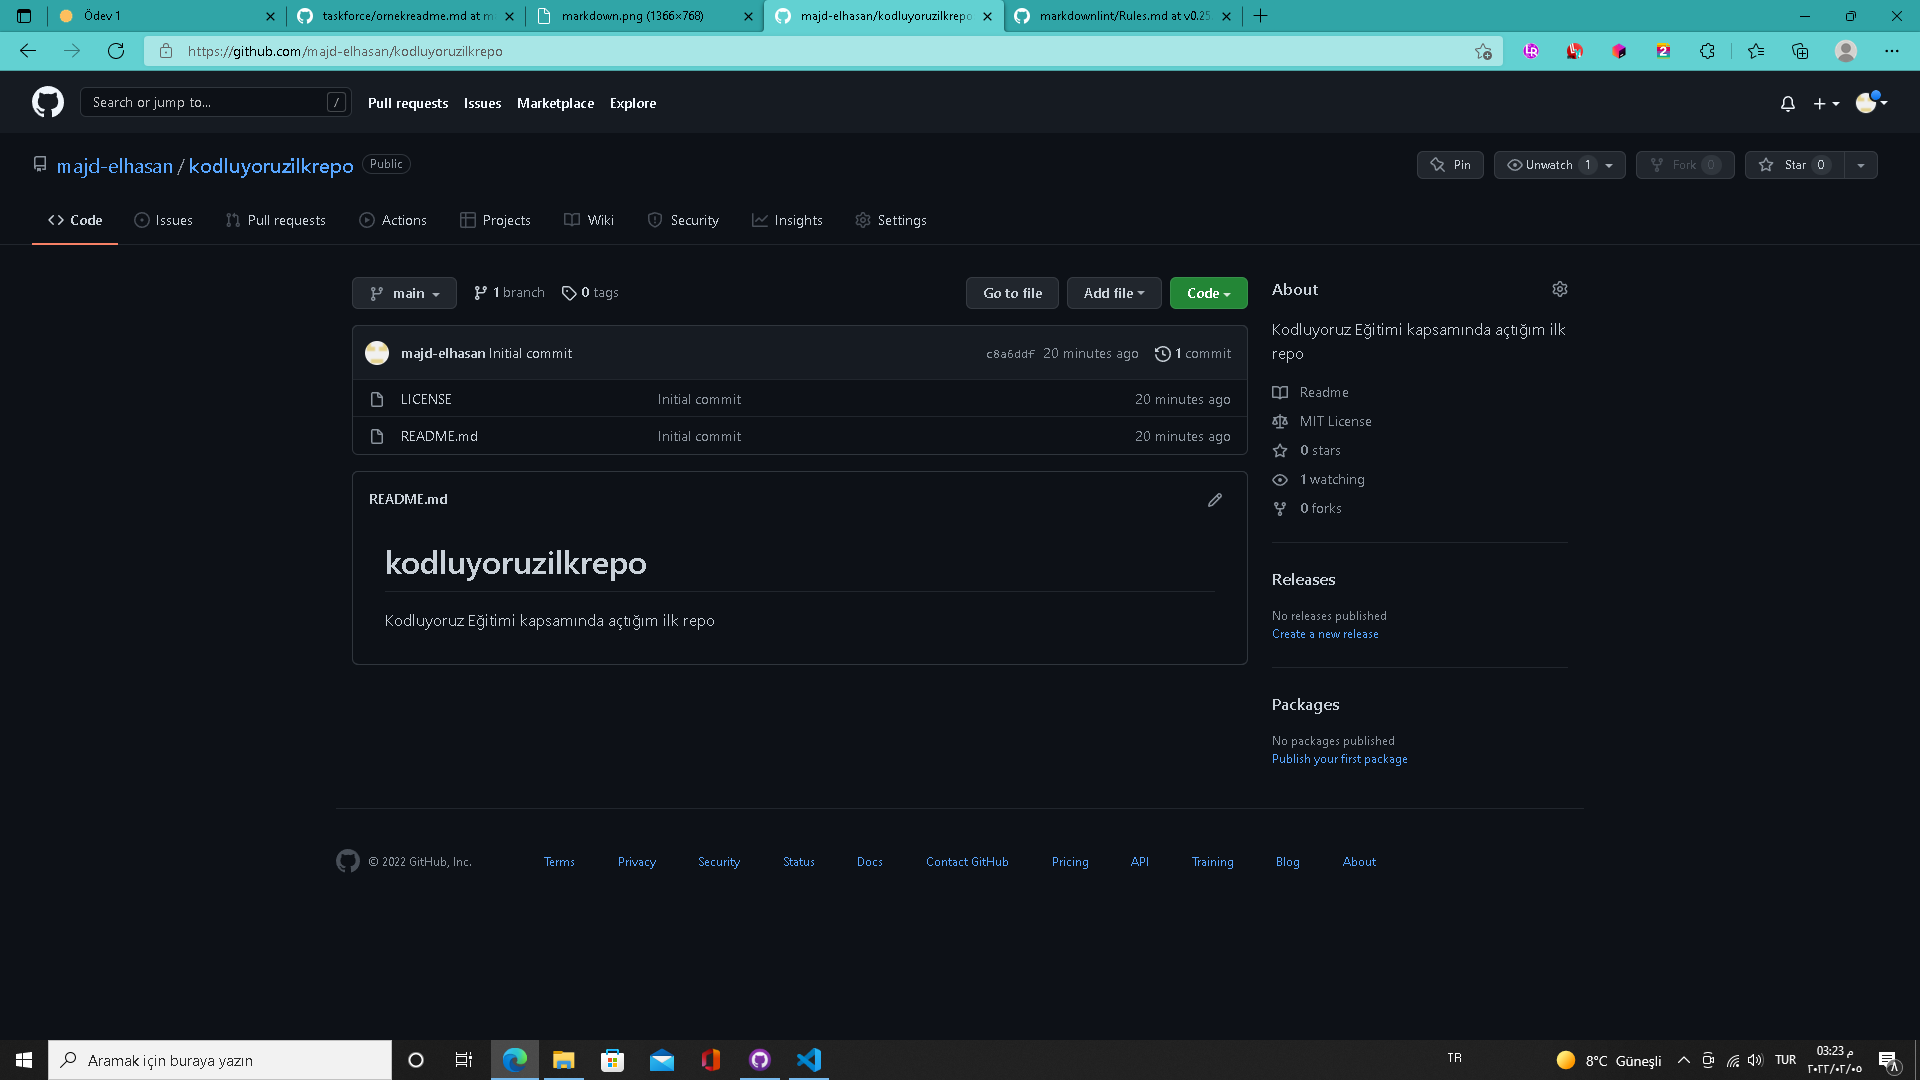 Ödev 1
taskforce/ornekreadme.md at m
markdown.png (1366×768)
majd-elhasan/kodluyoruzilkrepo
markdownlint/Rules.md at v0.25.
https://github.com/majd-elhasan/kodluyoruzilkrepo
Search or jump to... /
Pull requests Issues Marketplace Explore
majd-elhasan / kodluyoruzilkrepo Public
Pin Unwatch 1 Fork 0 Star 0
Code Issues Pull requests Actions Projects Wiki Security Insights Settings
main 1 branch 0 tags Go to file Add file Code
majd-elhasan Initial commit c8a6ddf 20 minutes ago 1 commit
LICENSE Initial commit 20 minutes ago
README.md Initial commit 20 minutes ago
README.md
kodluyoruzilkrepo
Kodluyoruz Eğitimi kapsamında açtığım ilk repo
About
Kodluyoruz Eğitimi kapsamında açtığım ilk
repo
Readme
MIT License
0 stars
1 watching
0 forks
Releases
No releases published
Create a new release
Packages
No packages published
Publish your first package
© 2022 GitHub, Inc. Terms Privacy Security Status Docs Contact GitHub Pricing API Training Blog About
Aramak için buraya yazın
TR
8°C Güneşli
TUR
03:23 م
٢٠٢٢/٠٢/٠٥
٨